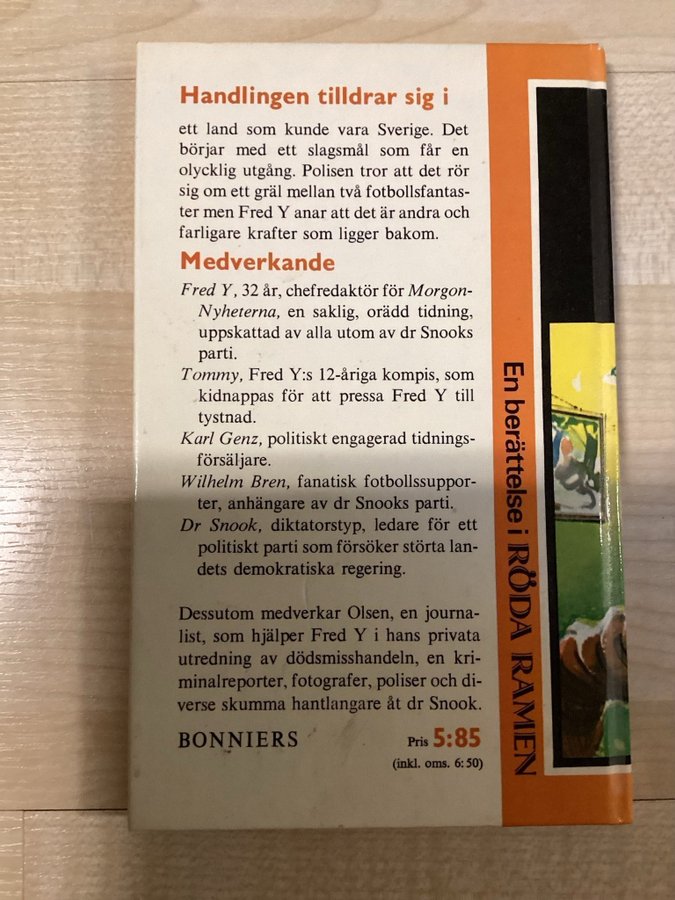 Handlingen tilldrar sig i
ett land som kunde vara Sverige. Det
börjar med ett slagsmål som får en
olycklig utgång. Polisen tror att det rör
sig om ett gräl mellan två fotbollsfantas-
ter men Fred Y anar att det är andra och
farligare krafter som ligger bakom.
Medverkande
Fred Y, 32 år, chefredaktör för Morgon-
Nyheterna, en saklig, orädd tidning,
uppskattad av alla utom av dr Snooks
parti.
Tommy, Fred Y:s 12-åriga kompis, som
kidnappas för att pressa Fred Y till
tystnad.
Karl Genz, politiskt engagerad tidnings-
försäljare.
Wilhelm Bren, fanatisk fotbollssuppor-
ter, anhängare av dr Snooks parti.
Dr Snook, diktatorstyp, ledare för ett
politiskt parti som försöker störta lan-
dets demokratiska regering.
Dessutom medverkar Olsen, en journa-
list, som hjälper Fred Y i hans privata
utredning av dödsmisshandeln, en kri-
minalreporter, fotografer, poliser och di-
verse skumma hantlangare åt dr Snook.
BONNIERS Pris 5:85
(inkl. oms. 6:50)
En berättelse i RÖDA RAMEN